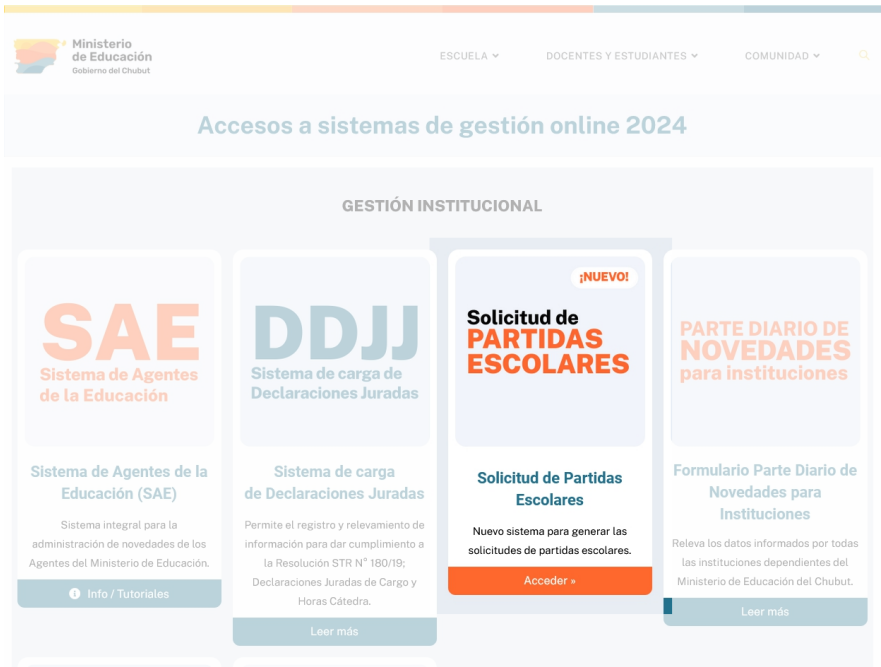 Ministerio
de Educación
Gobierno del Chubut
ESCUELA
DOCENTES Y ESTUDIANTES
COMUNIDAD
Accesos a sistemas de gestión online 2024
GESTIÓN INSTITUCIONAL
SAE
Sistema de Agentes
de la Educación
Sistema de Agentes de la
Educación (SAE)
Sistema integral para la
administración de novedades de los
Agentes del Ministerio de Educación.
Info / Tutoriales
DDJJ
Sistema de carga de
Declaraciones Juradas
Sistema de carga
de Declaraciones Juradas
Permite el registro y relevamiento de
información para dar cumplimiento a
la Resolución STR N° 180/19;
Declaraciones Juradas de Cargo y
Horas Cátedra.
Leer más
¡NUEVO!
Solicitud de
PARTIDAS
ESCOLARES
Solicitud de Partidas
Escolares
Nuevo sistema para generar las
solicitudes de partidas escolares.
Acceder »
PARTE DIARIO DE
NOVEDADES
para instituciones
Formulario Parte Diario de
Novedades para
Instituciones
Releva los datos informados por todas
las instituciones dependientes del
Ministerio de Educación del Chubut.
Leer más